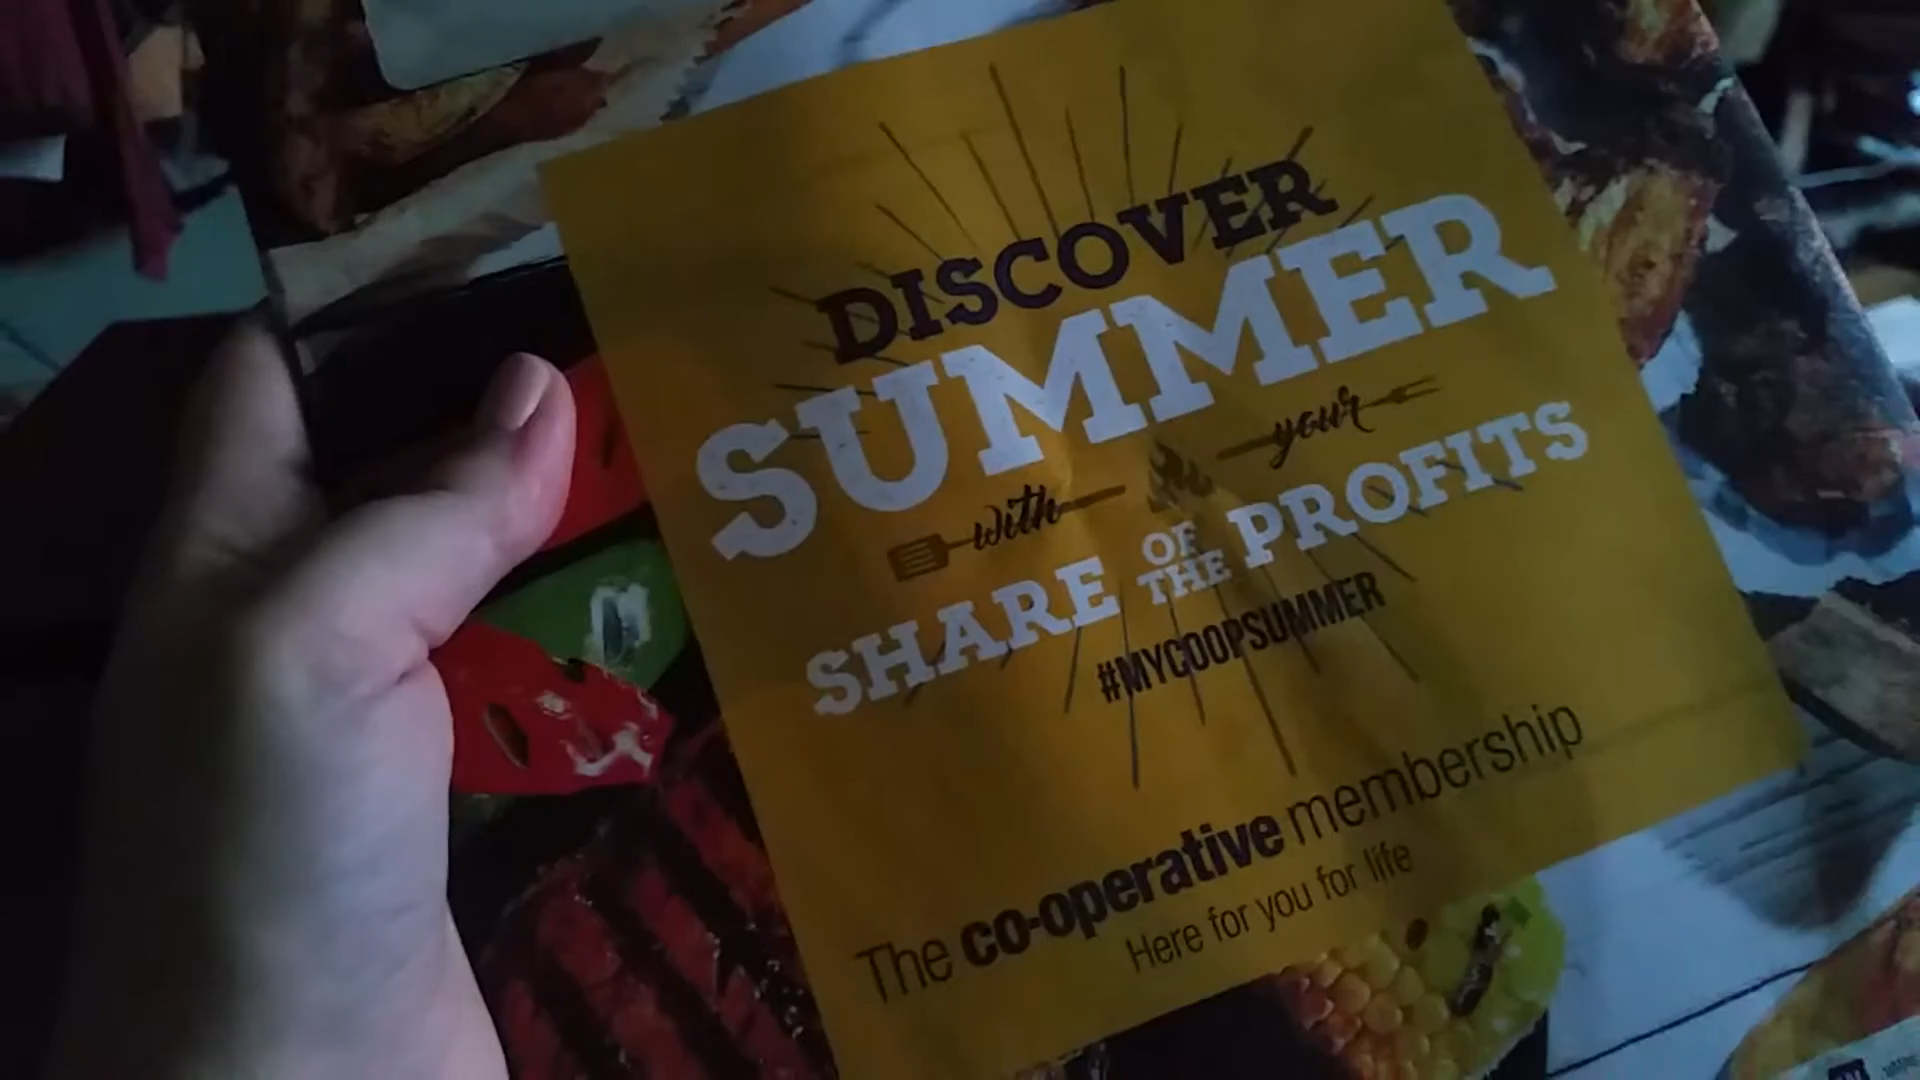 DISCOVER
SUMMER
with your
SHARE OF THE PROFITS
#MYCOOPSUMMER
The co-operative membership
Here for you for life